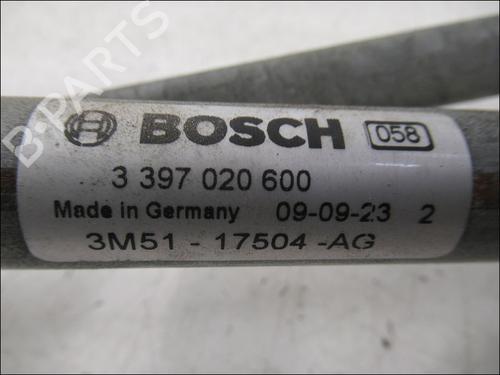 BOSCH 058
3 397 020 600
Made in Germany 09-09-23 2
3M51 - 17504 -AG
B-PARTS